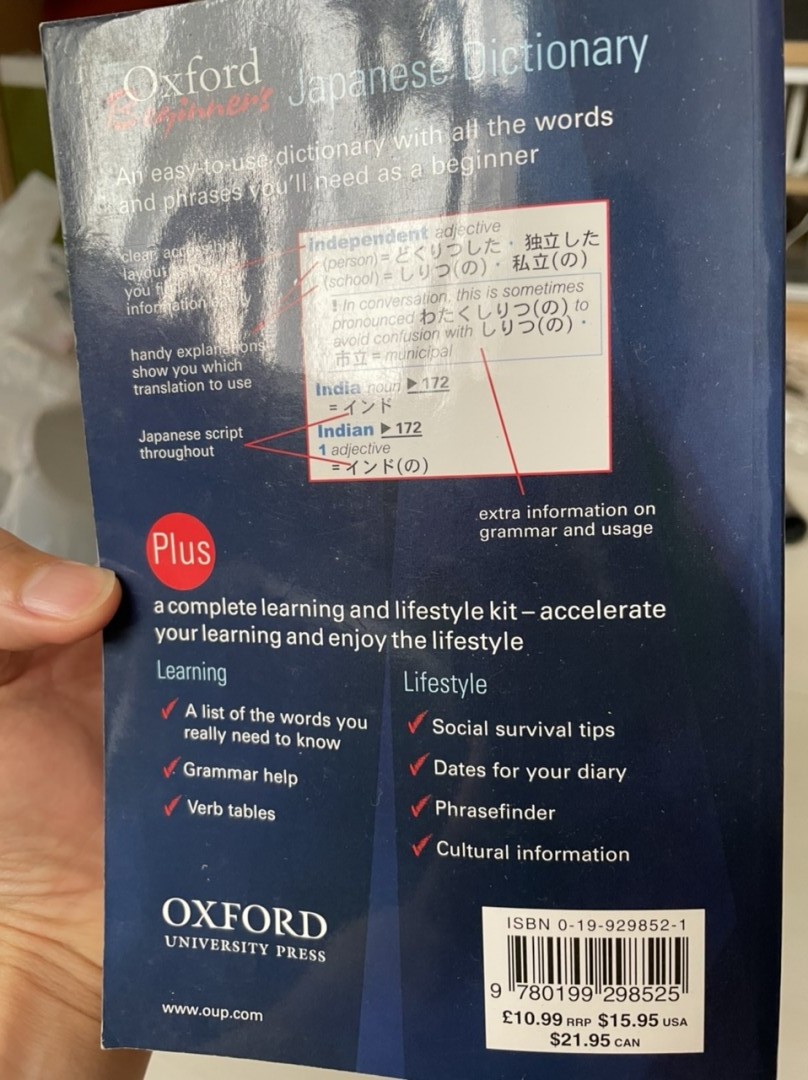 Oxford Japanese Dictionary
Beginner's
An easy-to-use dictionary with all the words
and phrases you'll need as a beginner
clear
layout
you
information
handy explanations
show you which
translation to use
Japanese script
throughout
independent adjective
(person) = どくりつした・独立した
(school) = しりつ(の)・私立(の)
! In conversation, this is sometimes
pronounced わたくしりつ(の) to
avoid confusion with しりつ(の)・
市立 = municipal
India noun ▶ 172
= インド
Indian ▶ 172
1 adjective
= インド(の)
extra information on
grammar and usage
Plus
a complete learning and lifestyle kit – accelerate
your learning and enjoy the lifestyle
Learning
✓ A list of the words you
really need to know
✓ Grammar help
✓ Verb tables
Lifestyle
✓ Social survival tips
✓ Dates for your diary
✓ Phrasefinder
✓ Cultural information
OXFORD
UNIVERSITY PRESS
www.oup.com
ISBN 0-19-929852-1
9 780199 298525
£10.99 RRP $15.95 USA
$21.95 CAN